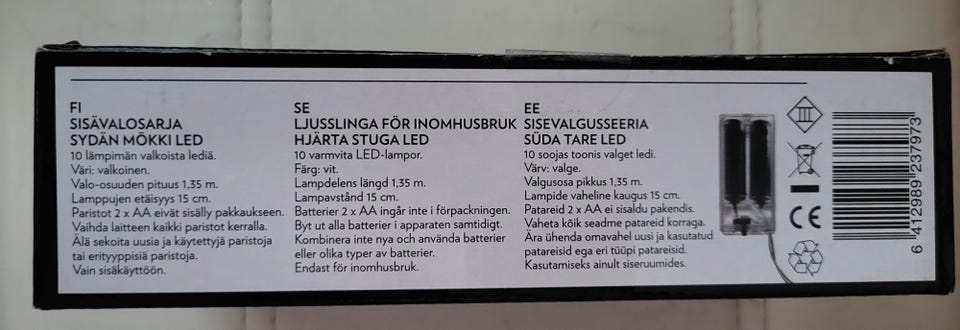 FI
SISÄVALOSARJA
SYDÄN MÖKKI LED
10 lämpimän valkoista lediä.
Väri: valkoinen.
Valo-osuuden pituus 1,35 m.
Lamppujen etäisyys 15 cm.
Paristot 2 x AA eivät sisälly pakkaukseen.
Vaihda laitteen kaikki paristot kerralla.
Älä sekoita uusia ja käytettyjä paristoja
tai erityyppisiä paristoja.
Vain sisäkäyttöön.
SE
LJUSSLINGA FÖR INOMHUSBRUK
HJÄRTA STUGA LED
10 varmvita LED-lampor.
Färg: vit.
Lampdelens längd 1,35 m.
Lampavstånd 15 cm.
Batterier 2 x AA ingår inte i förpackningen.
Byt ut alla batterier i apparaten samtidigt.
Kombinera inte nya och använda batterier
eller olika typer av batterier.
Endast för inomhusbruk.
EE
SISEVALGUSSEERIA
SÜDA TARE LED
10 soojas toonis valget ledi.
Värv: valge.
Valgusosa pikkus 1,35 m.
Lampide vaheline kaugus 15 cm.
Patareid 2 x AA ei sisaldu pakendis.
Vaheta kõik seadme patareid korraga.
Ära ühenda omavahel uusi ja kasutatud
patareisid ega eri tüüpi patareisid.
Kasutamiseks ainult siseruumides.
III
CE
6 412989 237973